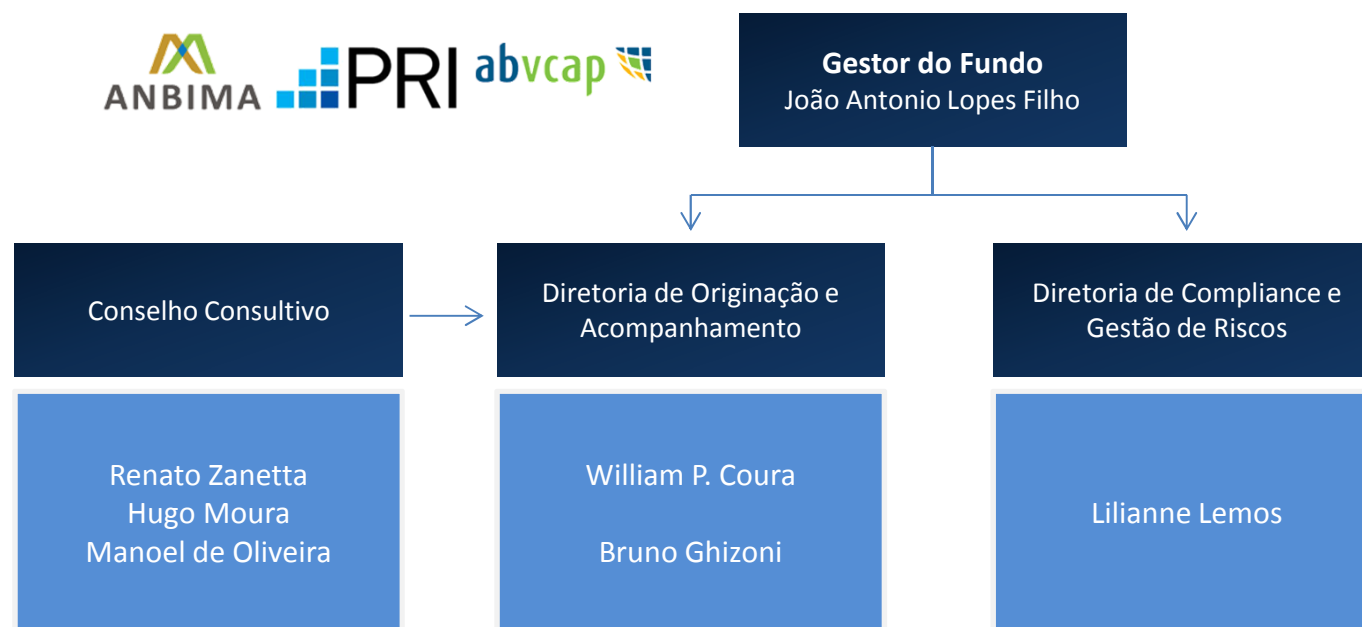 ANBIMA
PRI
abvcap
Gestor do Fundo
João Antonio Lopes Filho
Conselho Consultivo
Diretoria de Originação e
Acompanhamento
Diretoria de Compliance e
Gestão de Riscos
Renato Zanetta
Hugo Moura
Manoel de Oliveira
William P. Coura
Bruno Ghizoni
Lilianne Lemos